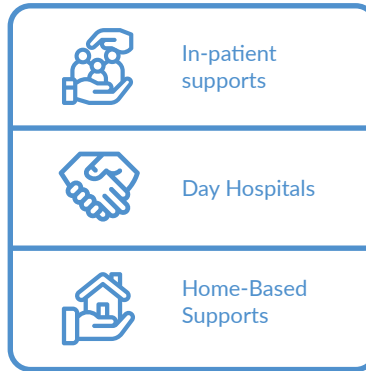 In-patient
supports
Day Hospitals
Home-Based
Supports